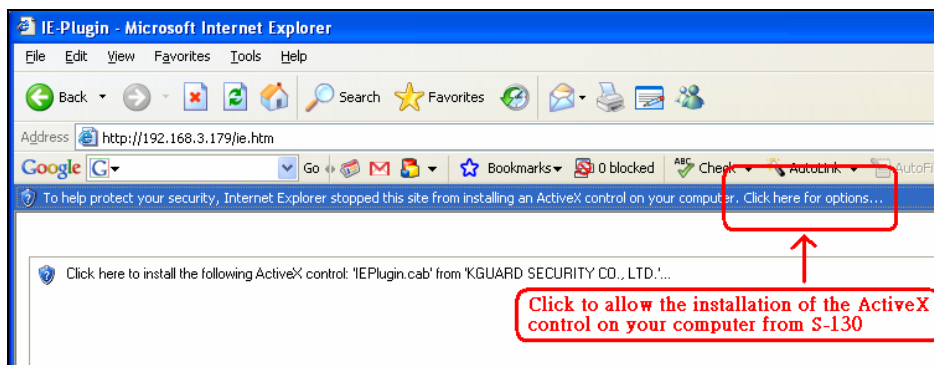 IE-Plugin - Microsoft Internet Explorer
File Edit View Favorites Tools Help
Back Search Favorites
Address http://192.168.3.179/ie.htm
Google G Go Bookmarks 0 blocked ABC Check AutoLink AutoFi
To help protect your security, Internet Explorer stopped this site from installing an ActiveX control on your computer. Click here for options...
Click here to install the following ActiveX control: 'IEPlugin.cab' from 'KGUARD SECURITY CO., LTD.'...
Click to allow the installation of the ActiveX
control on your computer from S-130